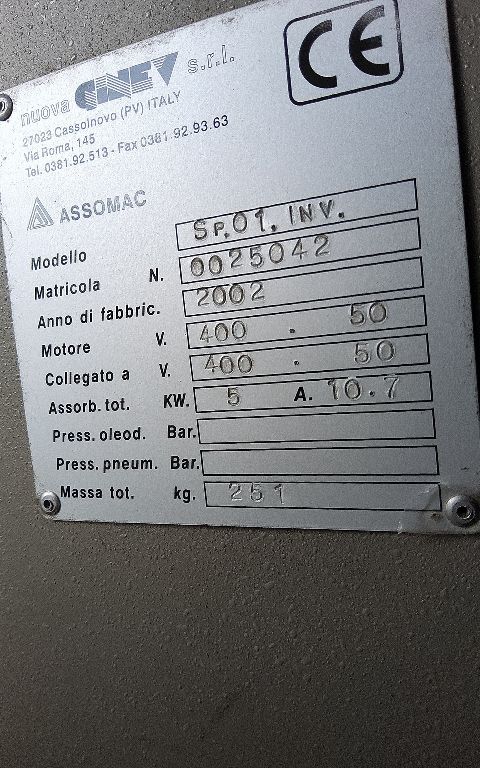 nuova CINEV s.r.l.
27023 Cassolnovo (PV) ITALY
Via Roma, 145
Tel. 0381.92.513 - Fax 0381.92.93.63
CE
ASSOMAC
Modello SP.01.INV.
Matricola N. 0025042
Anno di fabbric. 2002
Motore V. 400 . 50
Collegato a V. 400 . 50
Assorb. tot. KW. 5 A. 10.7
Press. oleod. Bar.
Press. pneum. Bar.
Massa tot. kg. 251